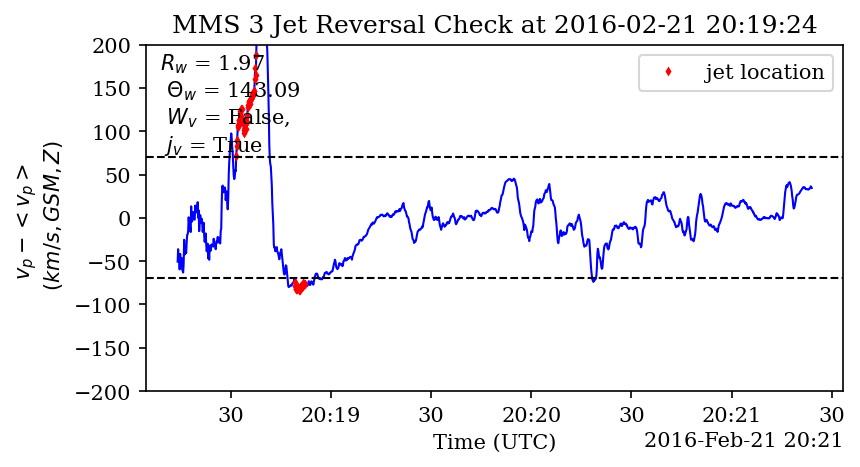 MMS 3 Jet Reversal Check at 2016-02-21 20:19:24
R_w = 1.97
Θ_w = 143.09
W_v = False,
j_v = True
jet location
v_p − < v_p >
(km/s, GSM, Z)
200
150
100
50
0
−50
−100
−150
−200
30
20:19
30
20:20
30
20:21
30
Time (UTC)
2016-Feb-21 20:21